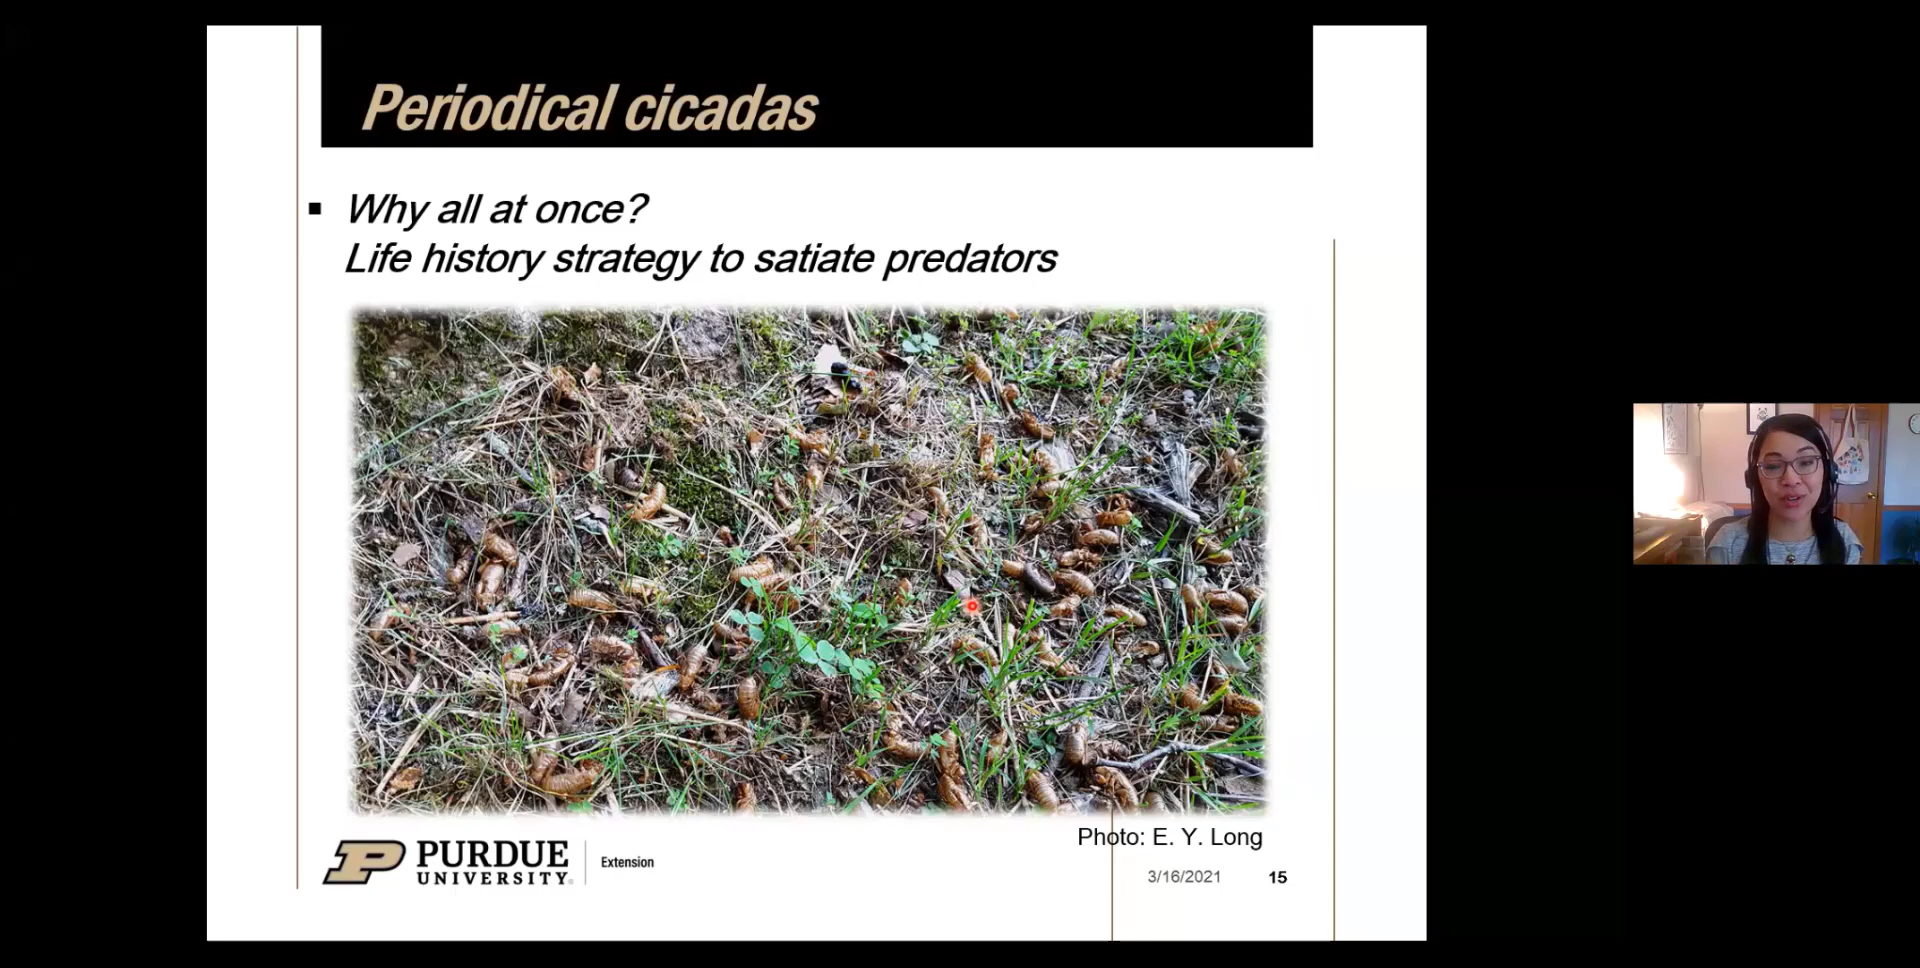 Periodical cicadas
Why all at once?
Life history strategy to satiate predators
Photo: E. Y. Long
PURDUE
UNIVERSITY
Extension
3/16/2021
15